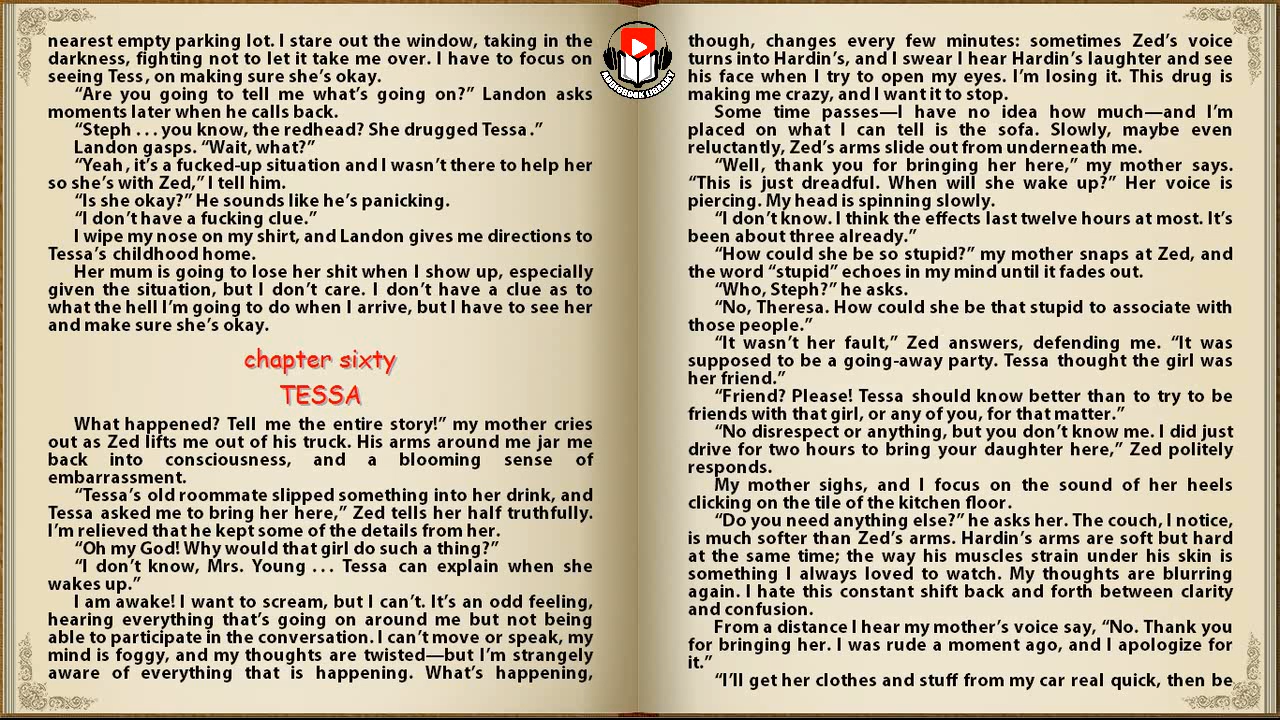 nearest empty parking lot. I stare out the window, taking in the
darkness, fighting not to let it take me over. I have to focus on
seeing Tess, on making sure she's okay.
“Are you going to tell me what's going on?” Landon asks
moments later when he calls back.
“Steph . . . you know, the redhead? She drugged Tessa.”
Landon gasps. “Wait, what?”
“Yeah, it's a fucked-up situation and I wasn't there to help her
so she's with Zed,” I tell him.
“Is she okay?” He sounds like he's panicking.
“I don't have a fucking clue.”
I wipe my nose on my shirt, and Landon gives me directions to
Tessa's childhood home.
Her mum is going to lose her shit when I show up, especially
given the situation, but I don't care. I don't have a clue as to
what the hell I'm going to do when I arrive, but I have to see her
and make sure she's okay.
chapter sixty
TESSA
What happened? Tell me the entire story!” my mother cries
out as Zed lifts me out of his truck. His arms around me jar me
back into consciousness, and a blooming sense of
embarrassment.
“Tessa's old roommate slipped something into her drink, and
Tessa asked me to bring her here,” Zed tells her half truthfully.
I'm relieved that he kept some of the details from her.
“Oh my God! Why would that girl do such a thing?”
“I don't know, Mrs. Young . . . Tessa can explain when she
wakes up.”
I am awake! I want to scream, but I can't. It's an odd feeling,
hearing everything that's going on around me but not being
able to participate in the conversation. I can't move or speak, my
mind is foggy, and my thoughts are twisted—but I'm strangely
aware of everything that is happening. What's happening,
AUDIOBOOK LIBRARY
though, changes every few minutes: sometimes Zed's voice
turns into Hardin's, and I swear I hear Hardin's laughter and see
his face when I try to open my eyes. I'm losing it. This drug is
making me crazy, and I want it to stop.
Some time passes—I have no idea how much—and I'm
placed on what I can tell is the sofa. Slowly, maybe even
reluctantly, Zed's arms slide out from underneath me.
“Well, thank you for bringing her here,” my mother says.
“This is just dreadful. When will she wake up?” Her voice is
piercing. My head is spinning slowly.
“I don't know. I think the effects last twelve hours at most. It's
been about three already.”
“How could she be so stupid?” my mother snaps at Zed, and
the word “stupid” echoes in my mind until it fades out.
“Who, Steph?” he asks.
“No, Theresa. How could she be that stupid to associate with
those people.”
“It wasn't her fault,” Zed answers, defending me. “It was
supposed to be a going-away party. Tessa thought the girl was
her friend.”
“Friend? Please! Tessa should know better than to try to be
friends with that girl, or any of you, for that matter.”
“No disrespect or anything, but you don't know me. I did just
drive for two hours to bring your daughter here,” Zed politely
responds.
My mother sighs, and I focus on the sound of her heels
clicking on the tile of the kitchen floor.
“Do you need anything else?” he asks her. The couch, I notice,
is much softer than Zed's arms. Hardin's arms are soft but hard
at the same time; the way his muscles strain under his skin is
something I always loved to watch. My thoughts are blurring
again. I hate this constant shift back and forth between clarity
and confusion.
From a distance I hear my mother's voice say, “No. Thank you
for bringing her. I was rude a moment ago, and I apologize for
it.”
“I'll get her clothes and stuff from my car real quick, then be